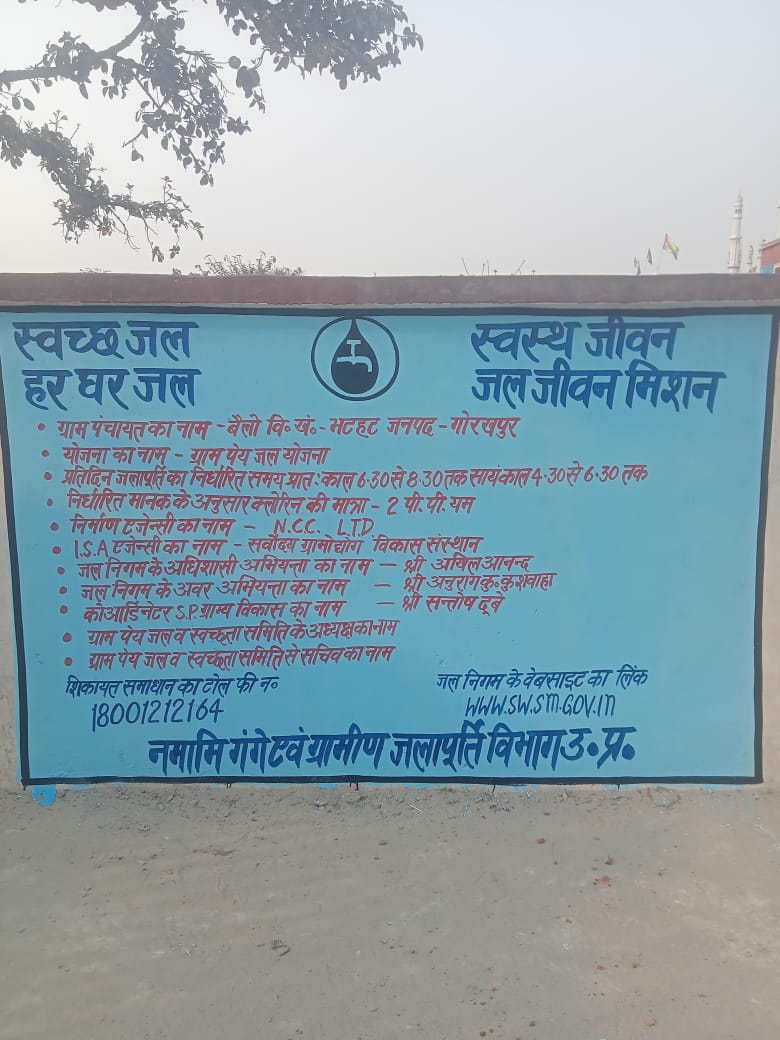 स्वच्छ जल
हर घर जल
स्वस्थ जीवन
जल जीवन मिशन
• ग्राम पंचायत का नाम - बैलो वि॰ खं॰ - भटहट जनपद - गोरखपुर
• योजना का नाम - ग्राम पेय जल योजना
• प्रतिदिन जलापूर्ति का निर्धारित समय प्रात: काल 6.30 से 8.30 तक सायंकाल 4.30 से 6.30 तक
• निर्धारित मानक के अनुसार क्लोरिन की मात्रा - 2 पी.पी.यम
• निर्माण एजेन्सी का नाम - N.C.C. LTD
• I.S.A एजेन्सी का नाम - सर्वोदय ग्रामोद्योग विकास संस्थान
• जल निगम के अधिशासी अभियत्ता का नाम - श्री अखिल आनन्द
• जल निगम के अवर अभियत्ता का नाम - श्री अनुराग कु॰ कुशवाहा
• कोआर्डिनेटर S.P. ग्राम्य विकास का नाम - श्री सन्तोष दूबे
• ग्राम पेय जल व स्वच्छता समिति के अध्यक्ष का नाम
• ग्राम पेय जल व स्वच्छता समिति से सचिव का नाम
शिकायत समाधान का टोल फ्री न॰
18001212164
जल निगम के वेबसाइट का लिंक
WWW.SW.SM.GOV.in
नमामि गंगे एवं ग्रामीण जलापूर्ति विभाग उ॰ प्र॰